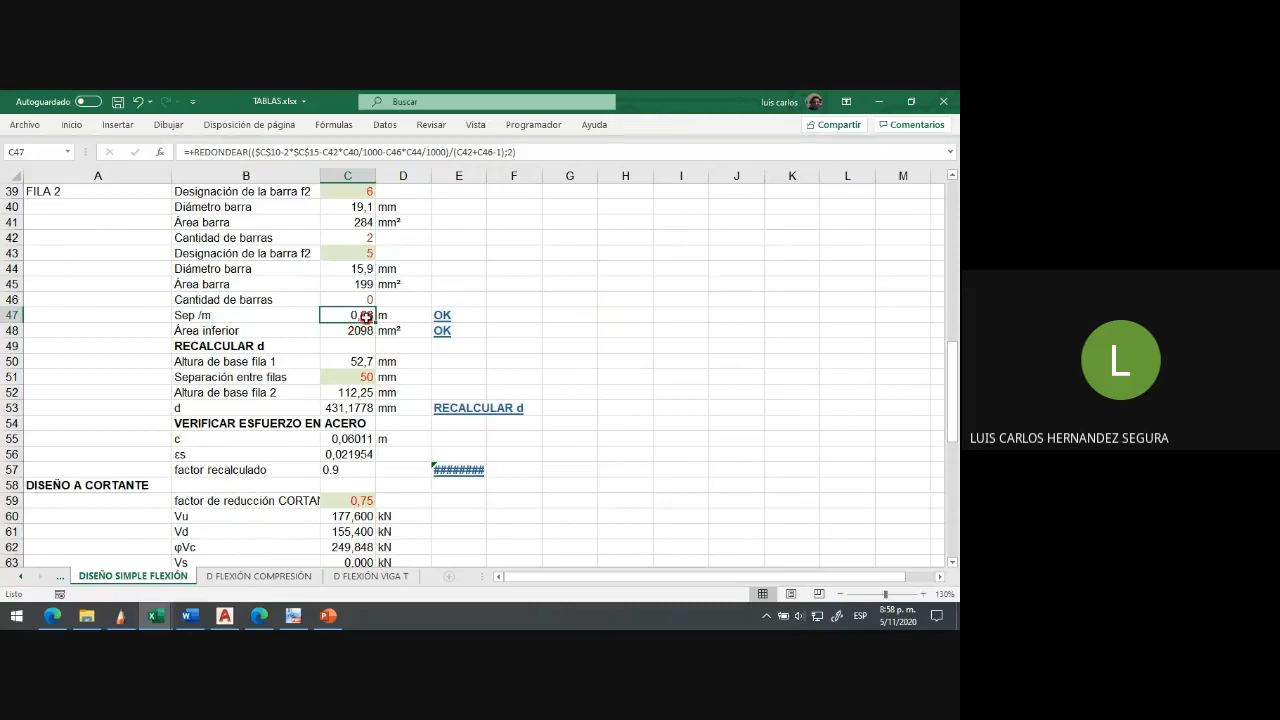 Autoguardado
TABLAS.xlsx
Buscar
luis carlos
Archivo Inicio Insertar Dibujar Disposición de página Fórmulas Datos Revisar Vista Programador Ayuda Compartir Comentarios
C47 fx =+REDONDEAR(($C$10-2*$C$15-C42*C40/1000-C46*C44/1000)/(C42+C46-1);2)
A B C D E F G H I J K L M
39 FILA 2 Designación de la barra f2 6
40 Diámetro barra 19,1 mm
41 Área barra 284 mm²
42 Cantidad de barras 2
43 Designación de la barra f2 5
44 Diámetro barra 15,9 mm
45 Área barra 199 mm²
46 Cantidad de barras 0
47 Sep /m m OK
48 Área inferior 2098 mm² OK
49 RECALCULAR d
50 Altura de base fila 1 52,7 mm
51 Separación entre filas 50 mm
52 Altura de base fila 2 112,25 mm
53 d 431,1778 mm RECALCULAR d
54 VERIFICAR ESFUERZO EN ACERO
55 c 0,06011 m
56 εs 0,021954
57 factor recalculado 0.9 ########
58 DISEÑO A CORTANTE
59 factor de reducción CORTAN 0,75
60 Vu 177,600 kN
61 Vd 155,400 kN
62 φVc 249,848 kN
63 Vs 0,000 kN
... DISEÑO SIMPLE FLEXIÓN D FLEXIÓN COMPRESIÓN D FLEXIÓN VIGA T
Listo 130%
ESP
8:58 p. m.
5/11/2020
L
LUIS CARLOS HERNANDEZ SEGURA